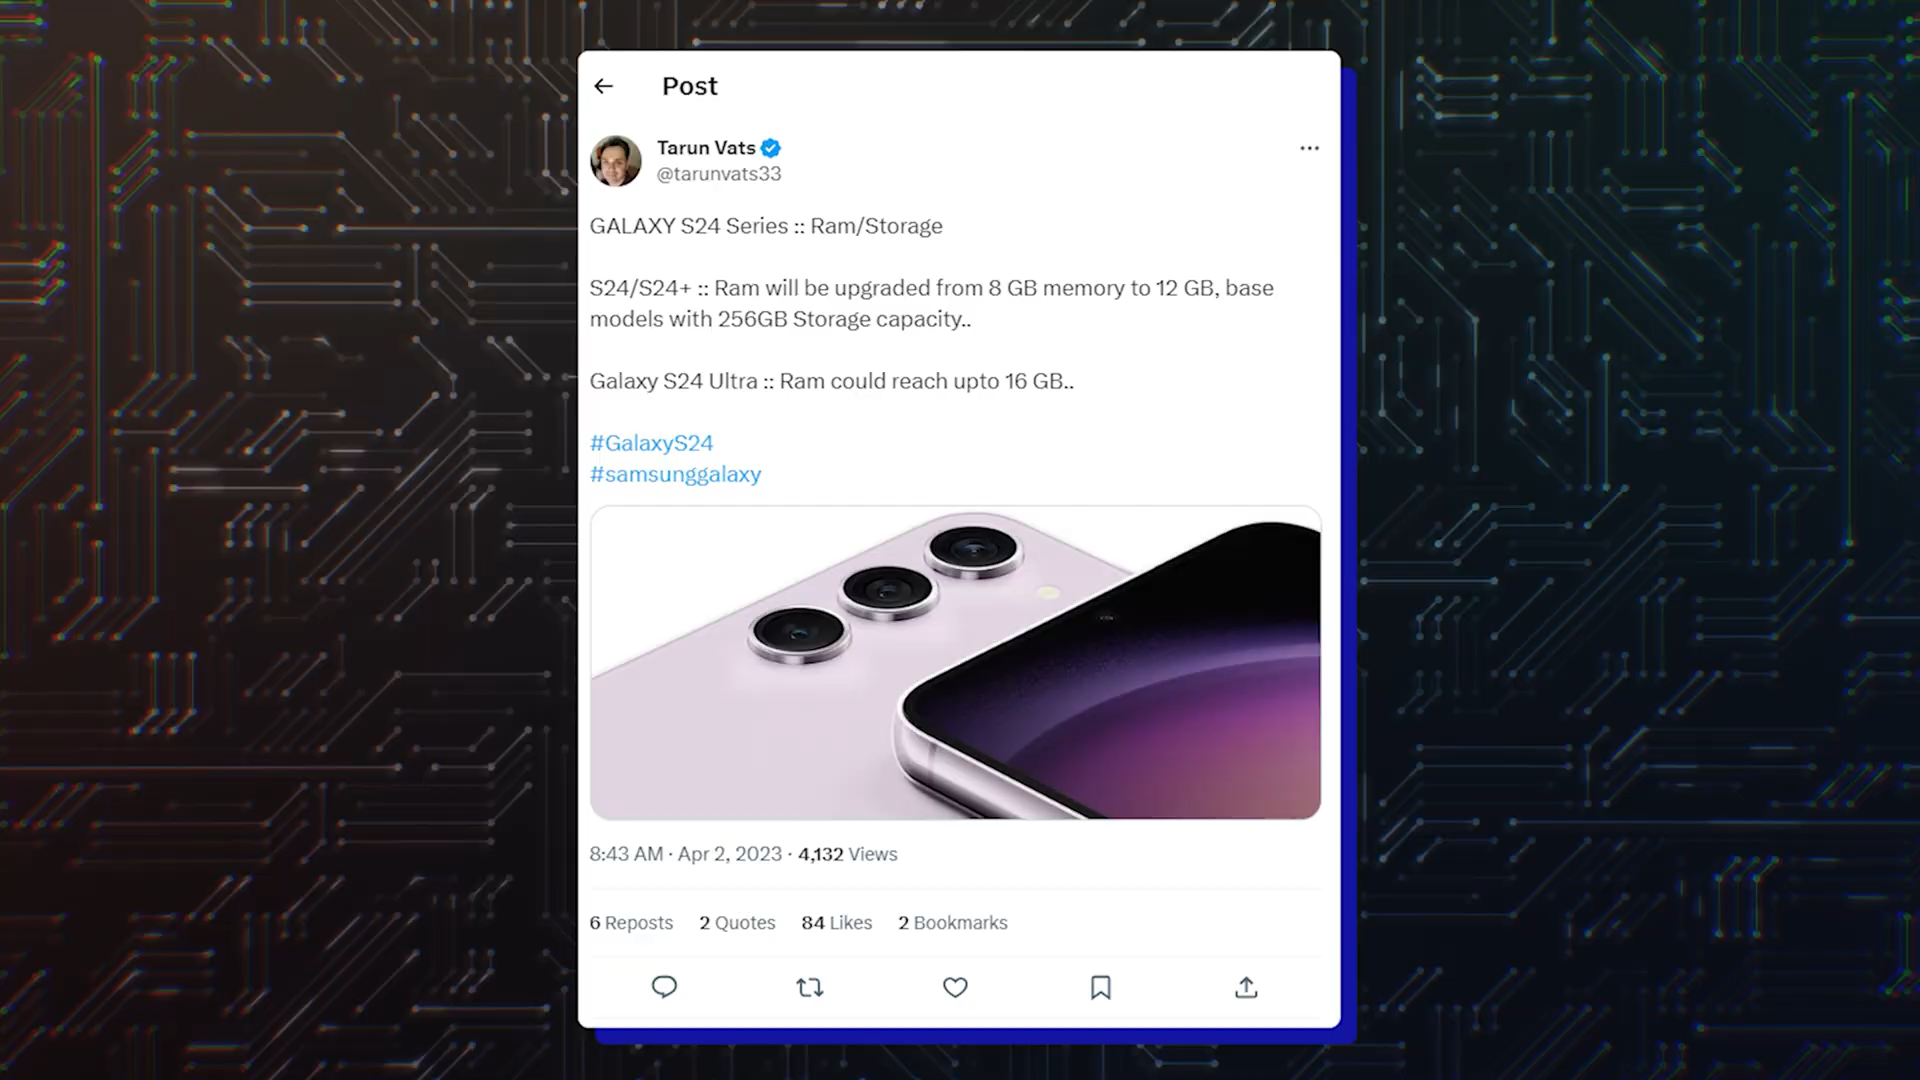 Post
Tarun Vats
@tarunvats33
GALAXY S24 Series :: Ram/Storage
S24/S24+ :: Ram will be upgraded from 8 GB memory to 12 GB, base
models with 256GB Storage capacity..
Galaxy S24 Ultra :: Ram could reach upto 16 GB..
#GalaxyS24
#samsunggalaxy
8:43 AM · Apr 2, 2023 · 4,132 Views
6 Reposts 2 Quotes 84 Likes 2 Bookmarks